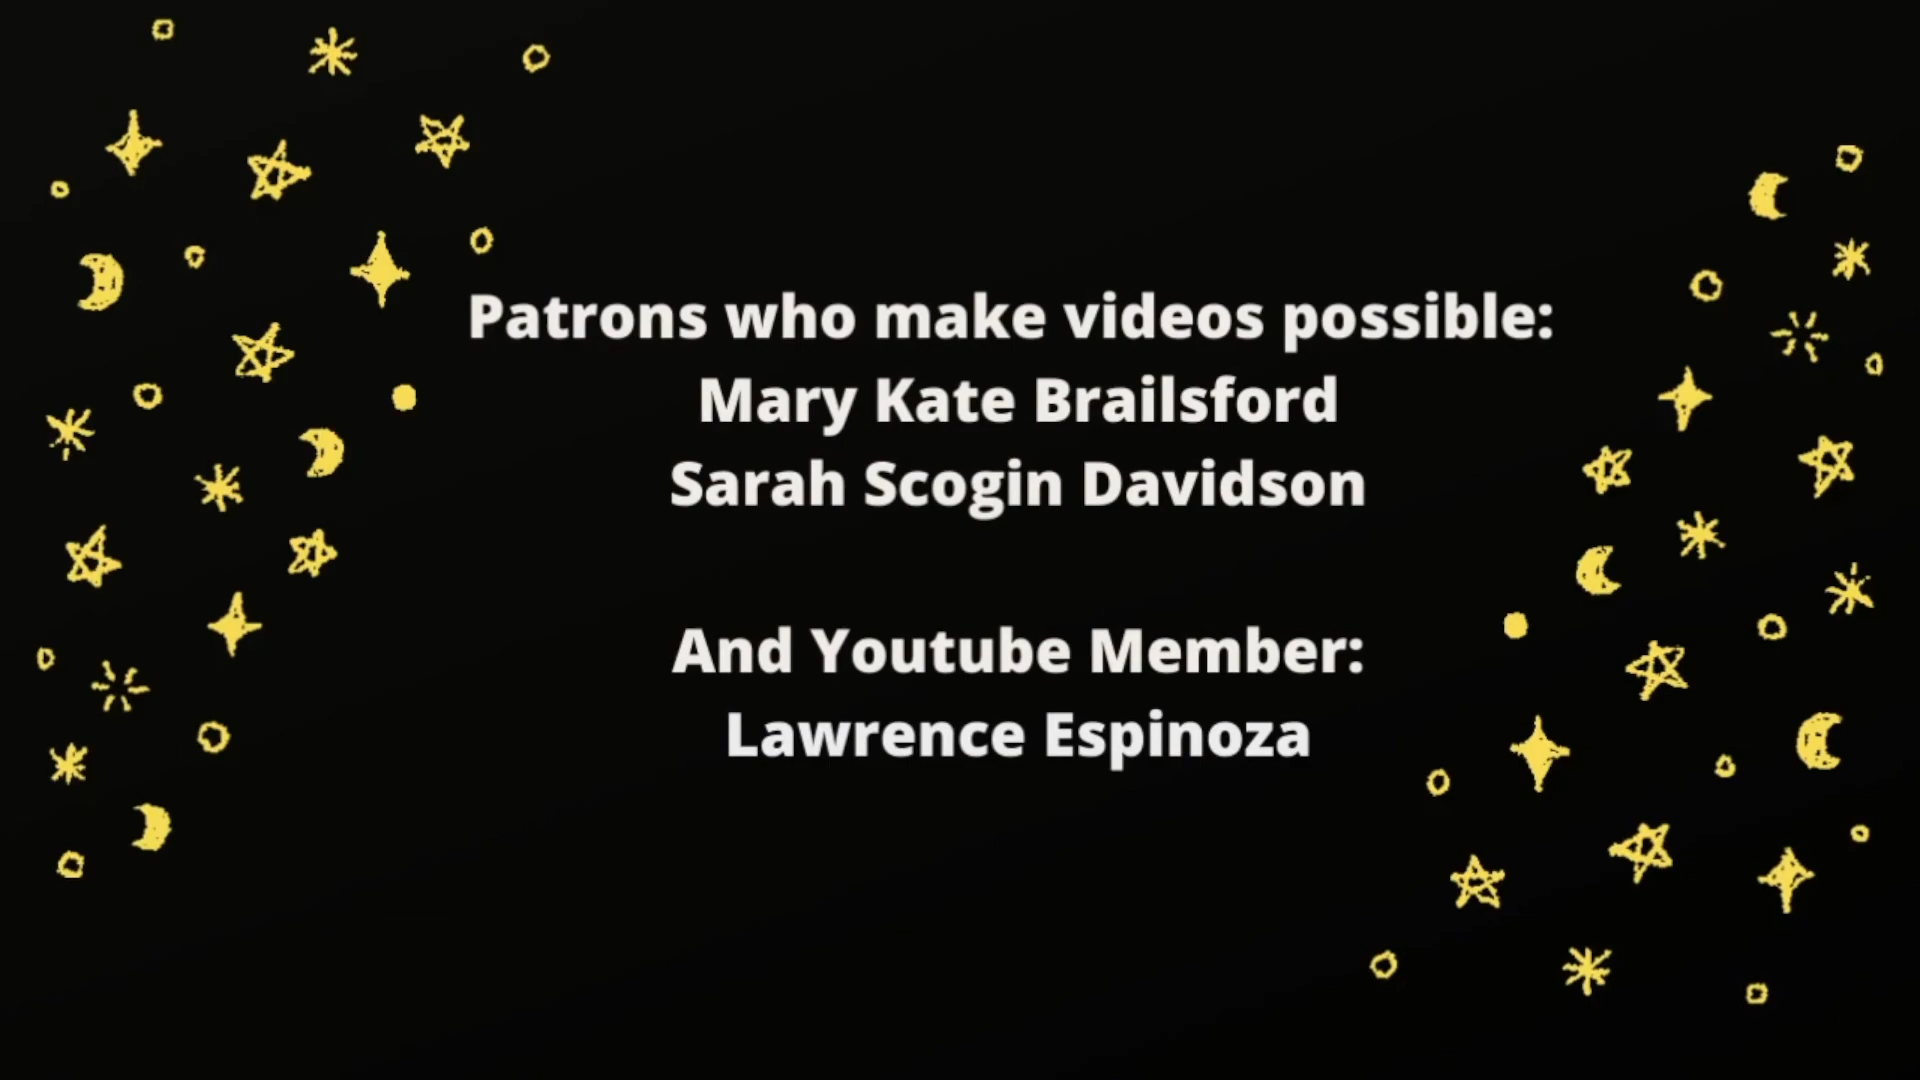 Patrons who make videos possible:
Mary Kate Brailsford
Sarah Scogin Davidson
And Youtube Member:
Lawrence Espinoza